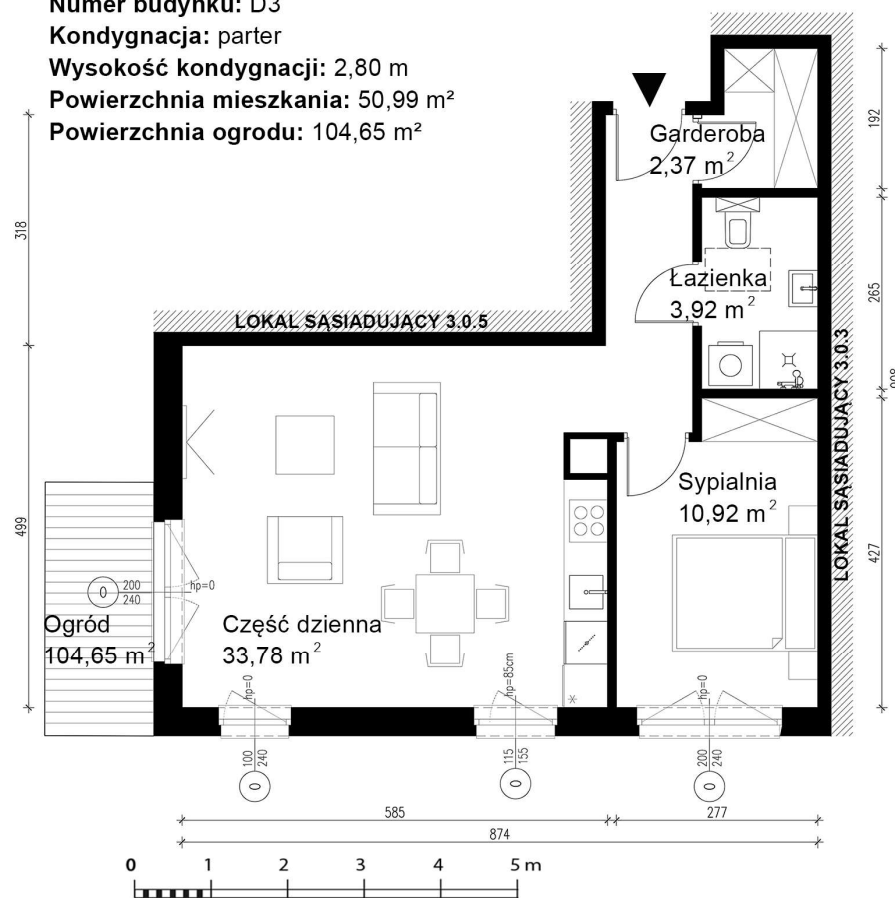 Numer budynku: D3
Kondygnacja: parter
Wysokość kondygnacji: 2,80 m
Powierzchnia mieszkania: 50,99 m²
Powierzchnia ogrodu: 104,65 m²
Garderoba
2,37 m²
192
318
Łazienka
3,92 m²
265
LOKAL SĄSIADUJĄCY 3.0.5
LOKAL SĄSIADUJĄCY 3.0.3
Sypialnia
10,92 m²
499
427
0
200
240
hp=0
Ogród
104,65 m²
Część dzienna
33,78 m²
hp=0
100
240
0
hp=85cm
115
155
0
hp=0
200
240
0
585
277
874
0 1 2 3 4 5 m